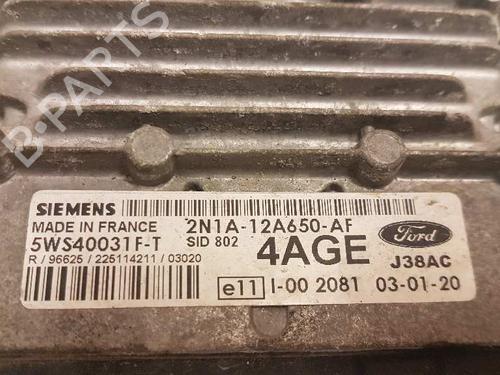 B-PARTS
SIEMENS
MADE IN FRANCE
5WS40031F-T
R / 96625 / 225114211 / 03020
2N1A-12A650-AF
SID 802
4AGE
Ford
J38AC
e11 I-00 2081 03-01-20